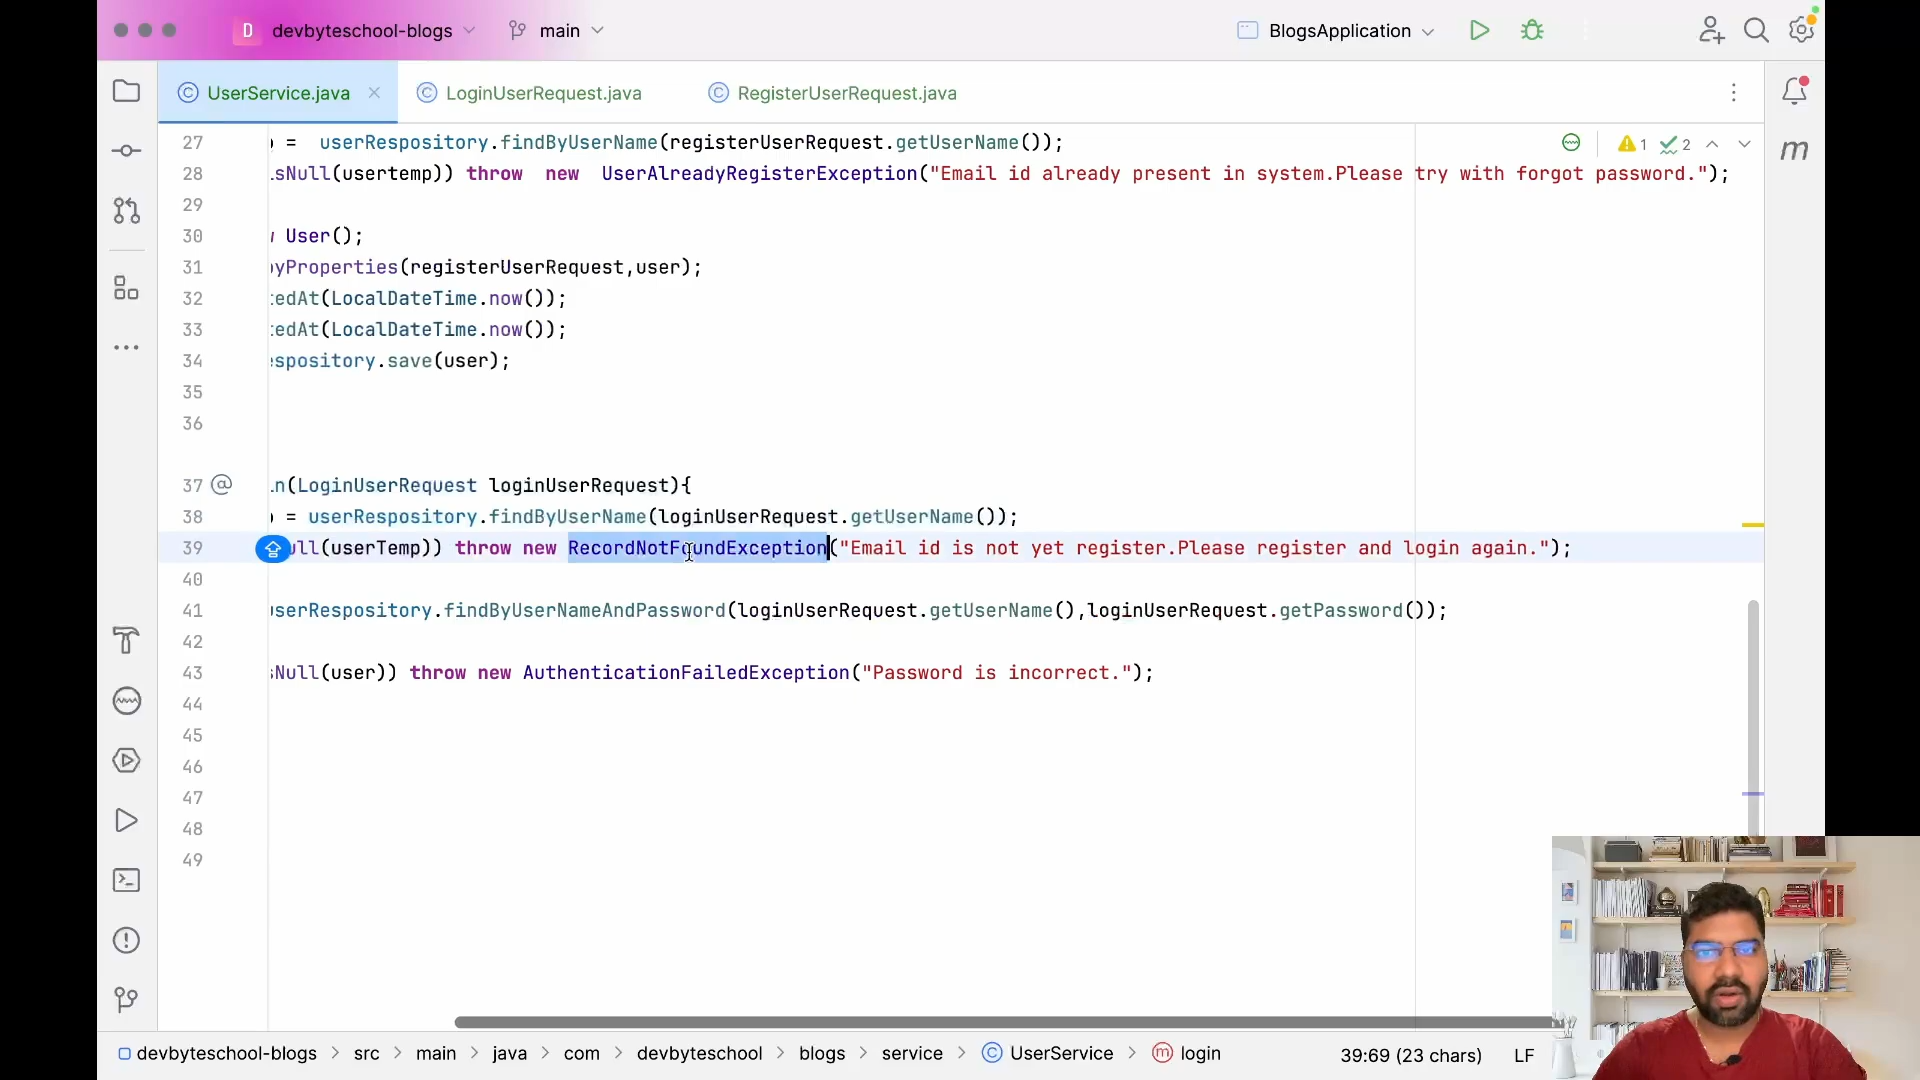 D devbyteschool-blogs main BlogsApplication
UserService.java LoginUserRequest.java RegisterUserRequest.java
27 = userRespository.findByUserName(registerUserRequest.getUserName());
1 2
28 sNull(usertemp)) throw new UserAlreadyRegisterException("Email id already present in system.Please try with forgot password.");
29
30 User();
31 yProperties(registerUserRequest,user);
32 tedAt(LocalDateTime.now());
33 tedAt(LocalDateTime.now());
34 spository.save(user);
35
36
37 n(LoginUserRequest loginUserRequest){
38 = userRespository.findByUserName(loginUserRequest.getUserName());
39 ull(userTemp)) throw new RecordNotFoundException("Email id is not yet register.Please register and login again.");
40
41 userRespository.findByUserNameAndPassword(loginUserRequest.getUserName(),loginUserRequest.getPassword());
42
43 sNull(user)) throw new AuthenticationFailedException("Password is incorrect.");
44
45
46
47
48
49
m
devbyteschool-blogs > src > main > java > com > devbyteschool > blogs > service > UserService > login 39:69 (23 chars) LF